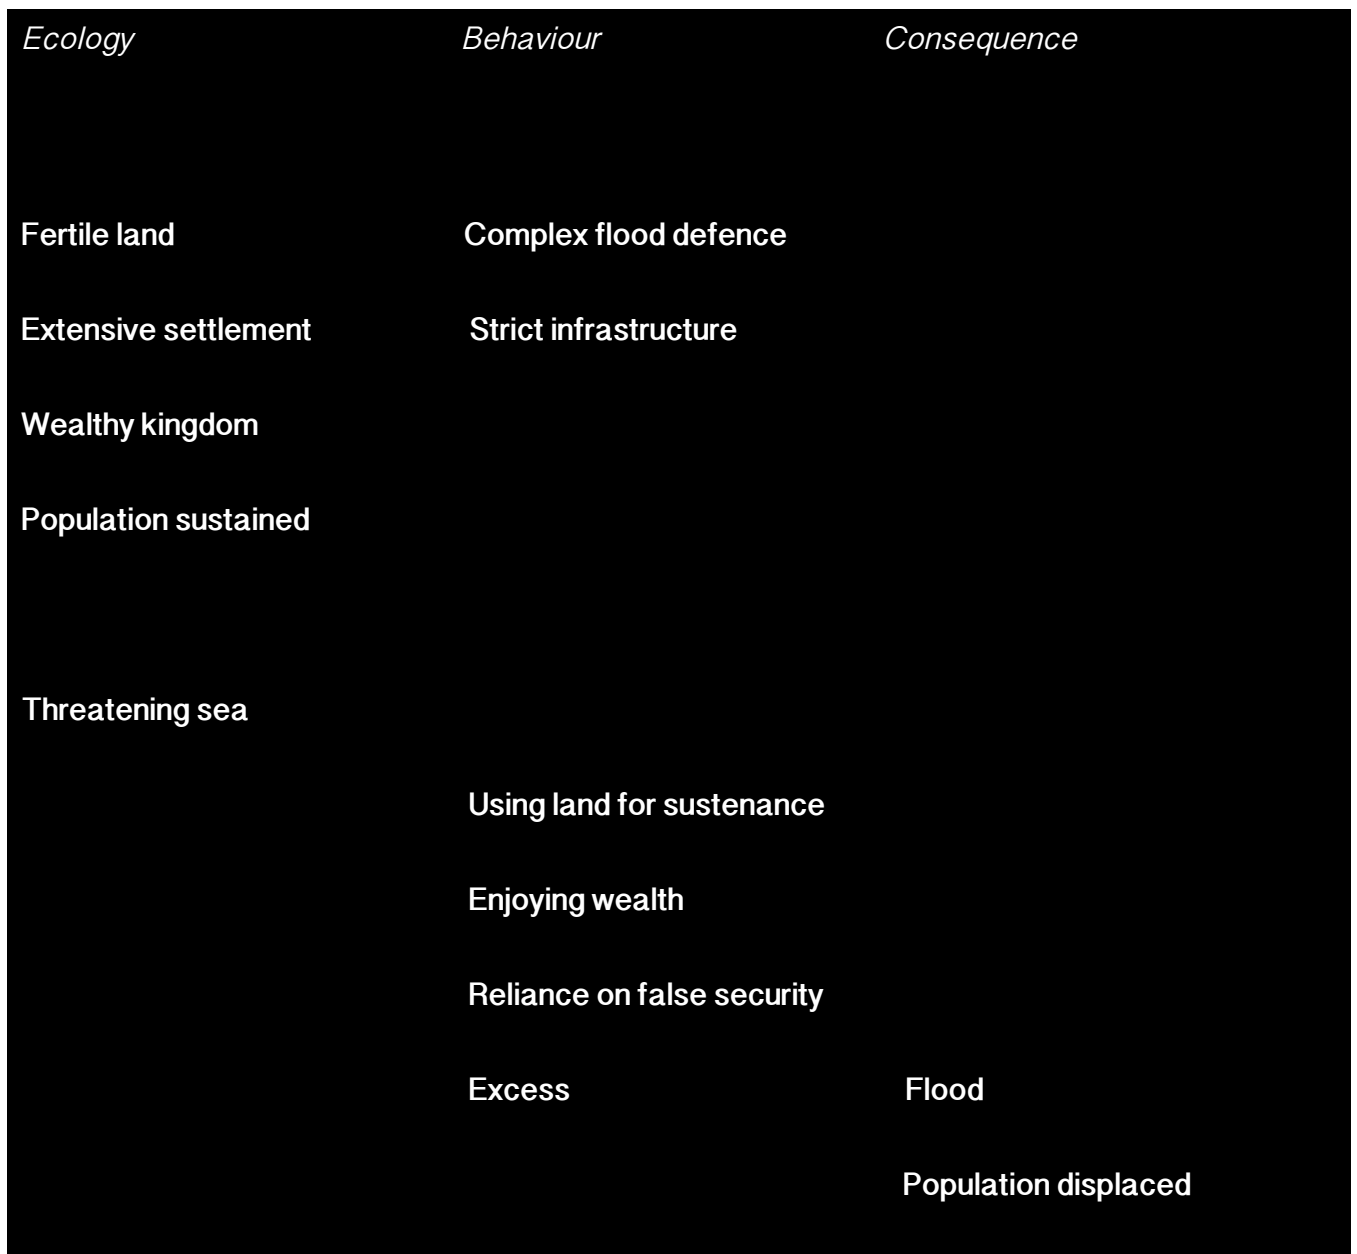 Ecology Behaviour Consequence
Fertile land Complex flood defence
Extensive settlement Strict infrastructure
Wealthy kingdom
Population sustained
Threatening sea
Using land for sustenance
Enjoying wealth
Reliance on false security
Excess Flood
Population displaced